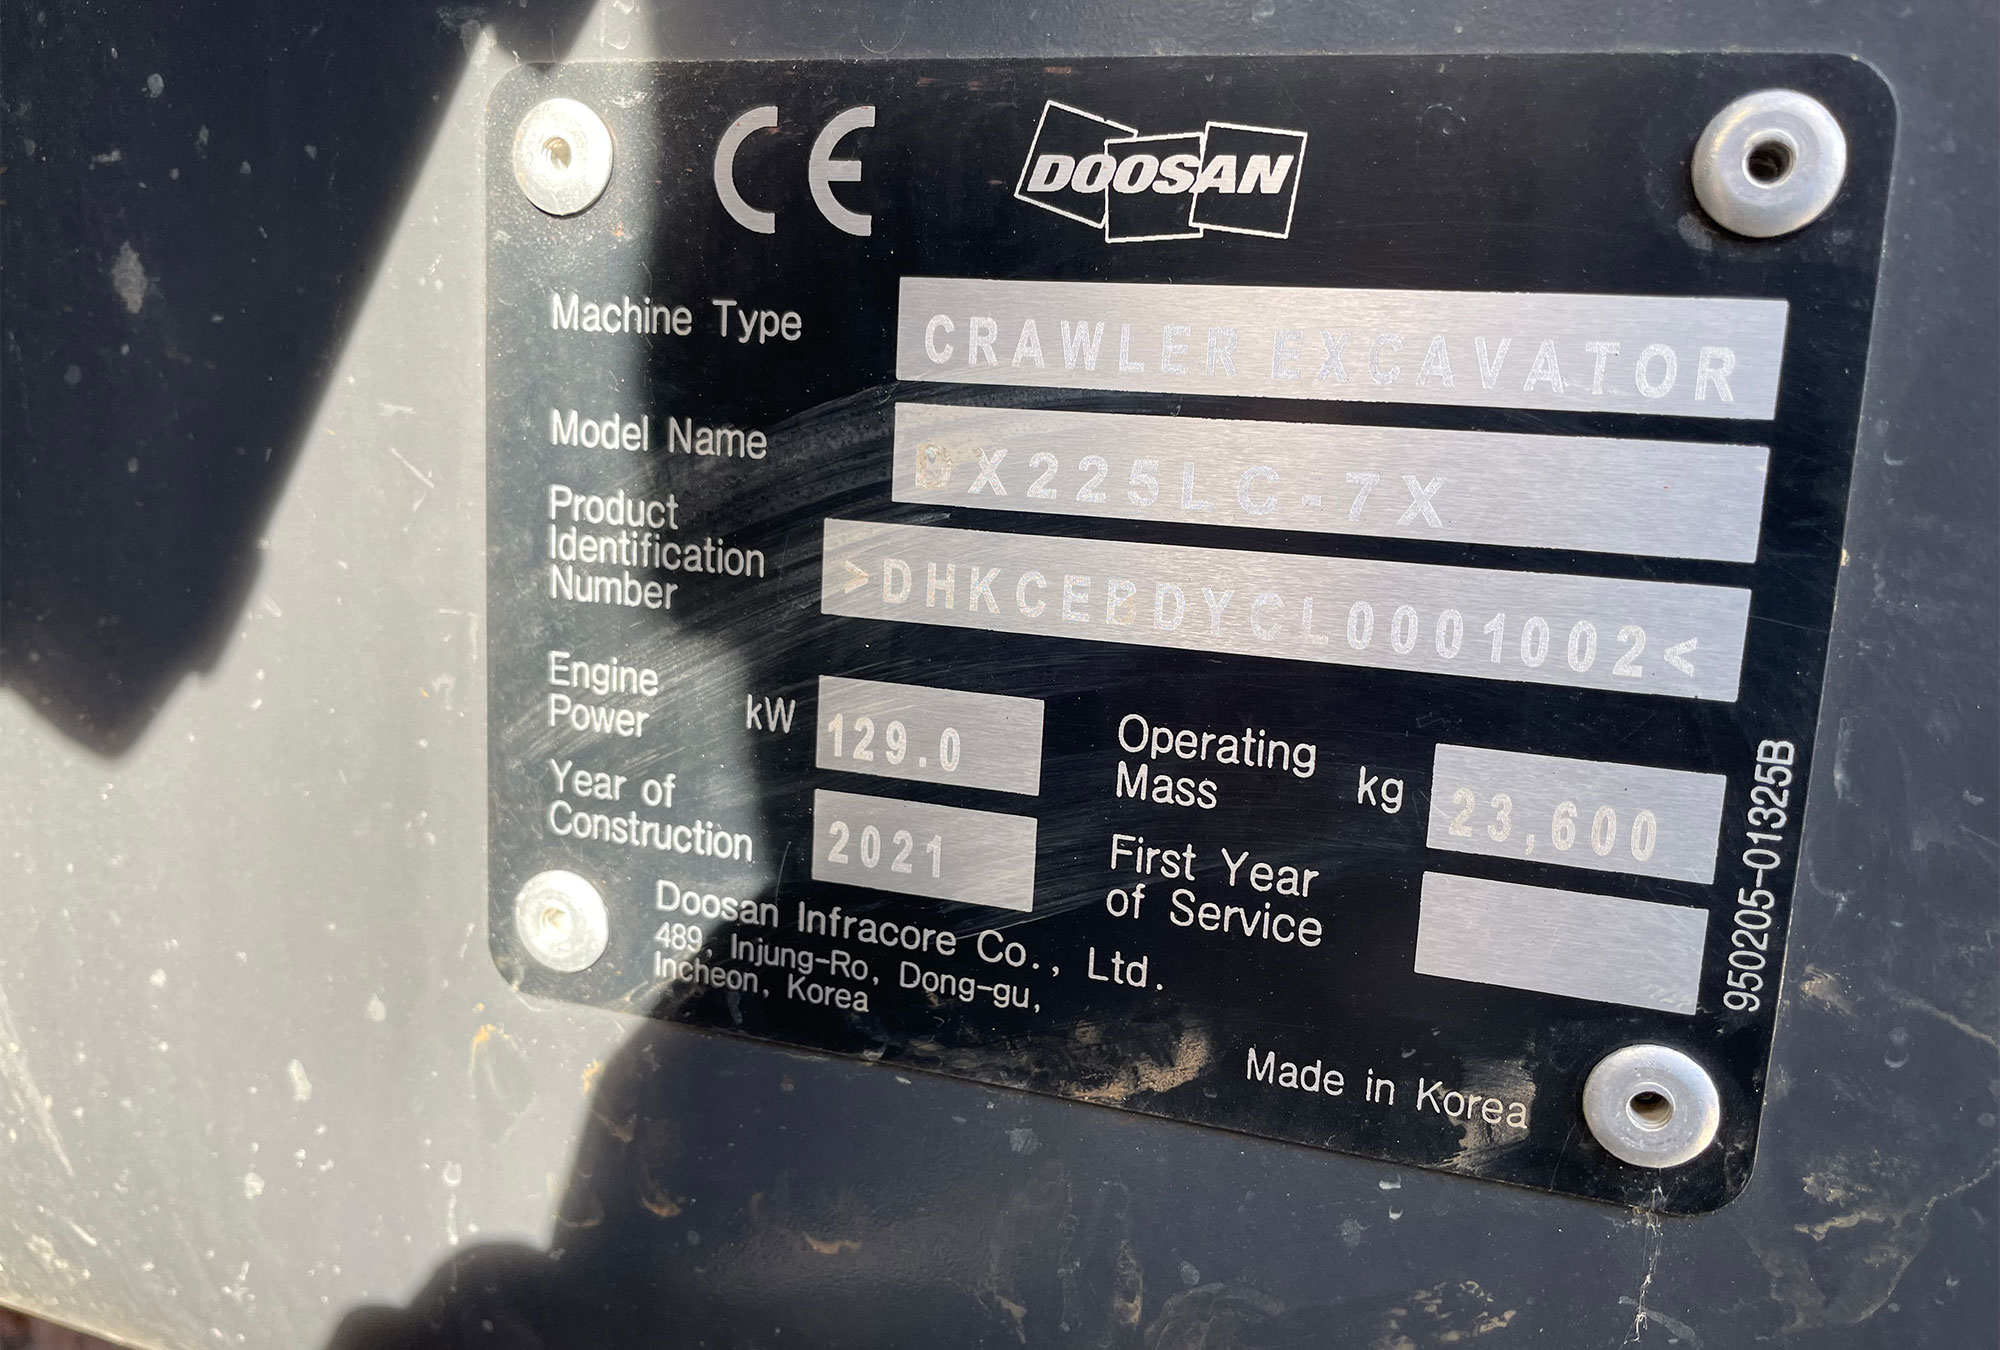 CE DOOSAN
Machine Type CRAWLER EXCAVATOR
Model Name DX225LC-7X
Product
Identification
Number >DHKCEBDYCL0001002<
Engine
Power kW 129.0
Operating
Mass kg 23,600
Year of
Construction 2021
First Year
of Service
Doosan Infracore Co., Ltd.
489, Injung-Ro, Dong-gu,
Incheon, Korea
Made in Korea
950205-01325B